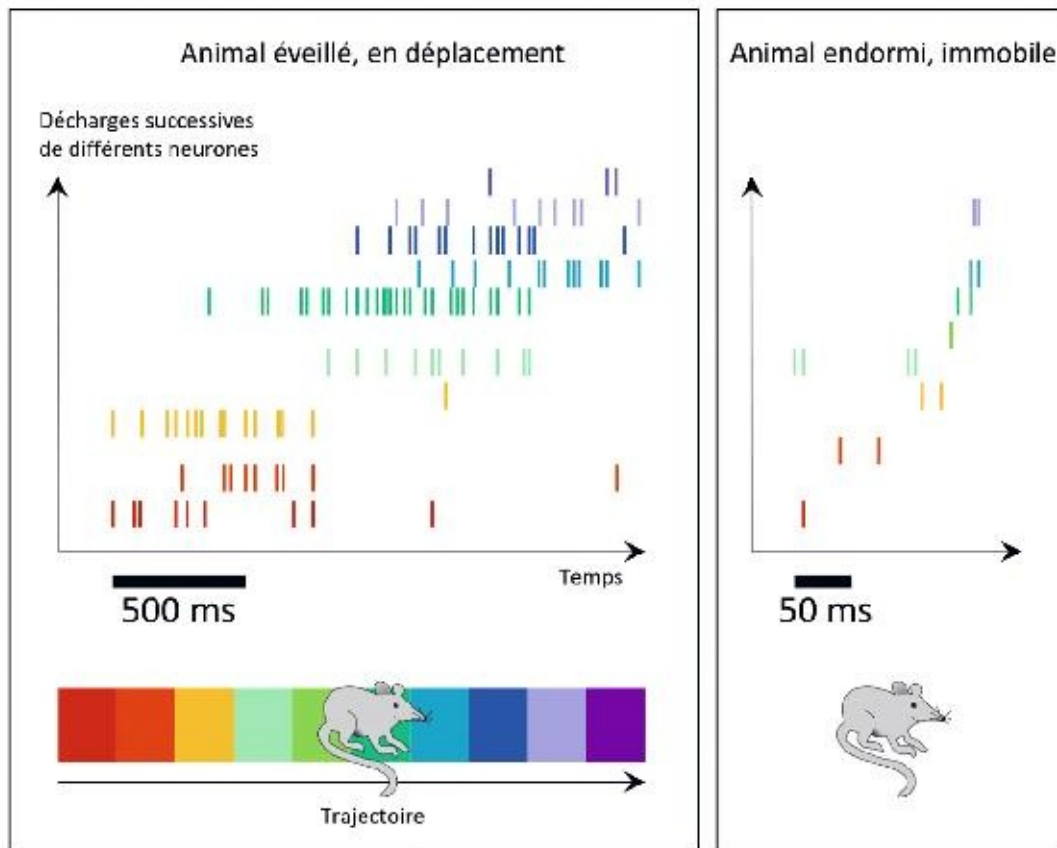 Animal éveillé, en déplacement
Décharges successives
de différents neurones
Temps
500 ms
Trajectoire
Animal endormi, immobile
50 ms